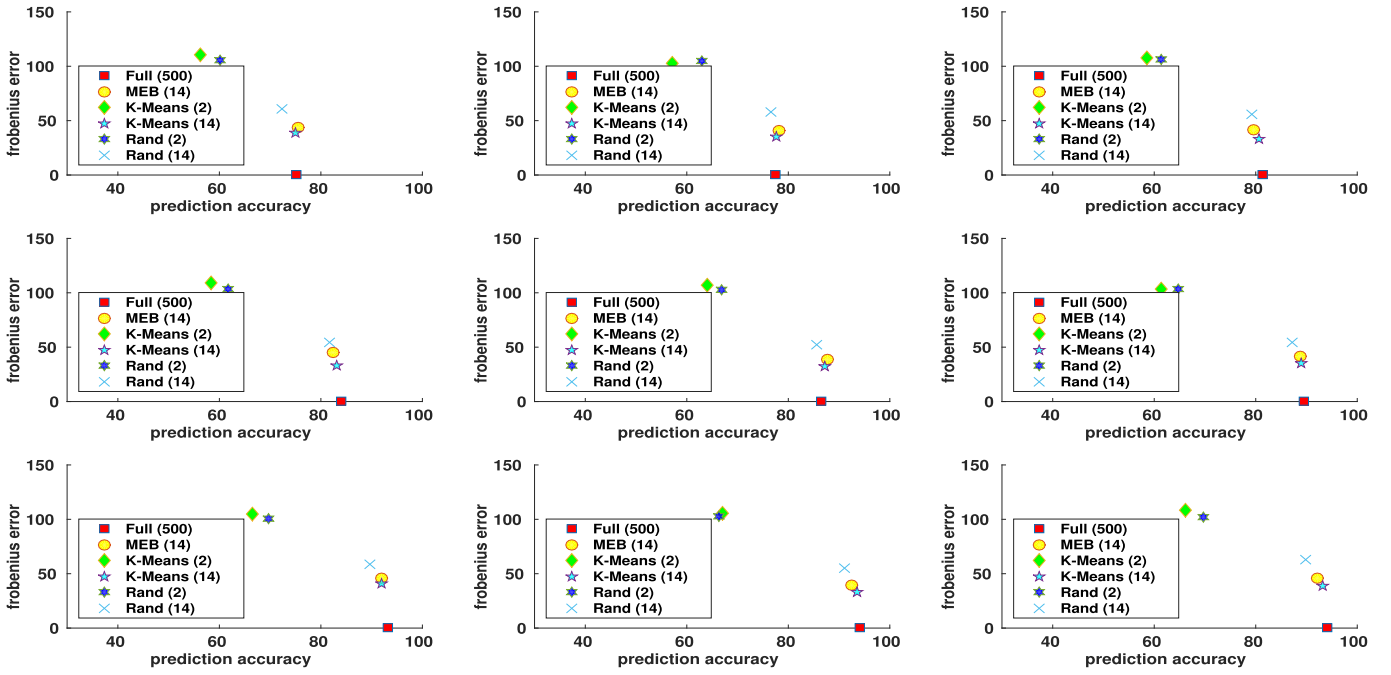 150
100
50
0
frobenius error
Full (500)
MEB (14)
K-Means (2)
K-Means (14)
Rand (2)
Rand (14)
40 60 80 100
prediction accuracy
150
100
50
0
frobenius error
Full (500)
MEB (14)
K-Means (2)
K-Means (14)
Rand (2)
Rand (14)
40 60 80 100
prediction accuracy
150
100
50
0
frobenius error
Full (500)
MEB (14)
K-Means (2)
K-Means (14)
Rand (2)
Rand (14)
40 60 80 100
prediction accuracy
150
100
50
0
frobenius error
Full (500)
MEB (14)
K-Means (2)
K-Means (14)
Rand (2)
Rand (14)
40 60 80 100
prediction accuracy
150
100
50
0
frobenius error
Full (500)
MEB (14)
K-Means (2)
K-Means (14)
Rand (2)
Rand (14)
40 60 80 100
prediction accuracy
150
100
50
0
frobenius error
Full (500)
MEB (14)
K-Means (2)
K-Means (14)
Rand (2)
Rand (14)
40 60 80 100
prediction accuracy
150
100
50
0
frobenius error
Full (500)
MEB (14)
K-Means (2)
K-Means (14)
Rand (2)
Rand (14)
40 60 80 100
prediction accuracy
150
100
50
0
frobenius error
Full (500)
MEB (14)
K-Means (2)
K-Means (14)
Rand (2)
Rand (14)
40 60 80 100
prediction accuracy
150
100
50
0
frobenius error
Full (500)
MEB (14)
K-Means (2)
K-Means (14)
Rand (2)
Rand (14)
40 60 80 100
prediction accuracy